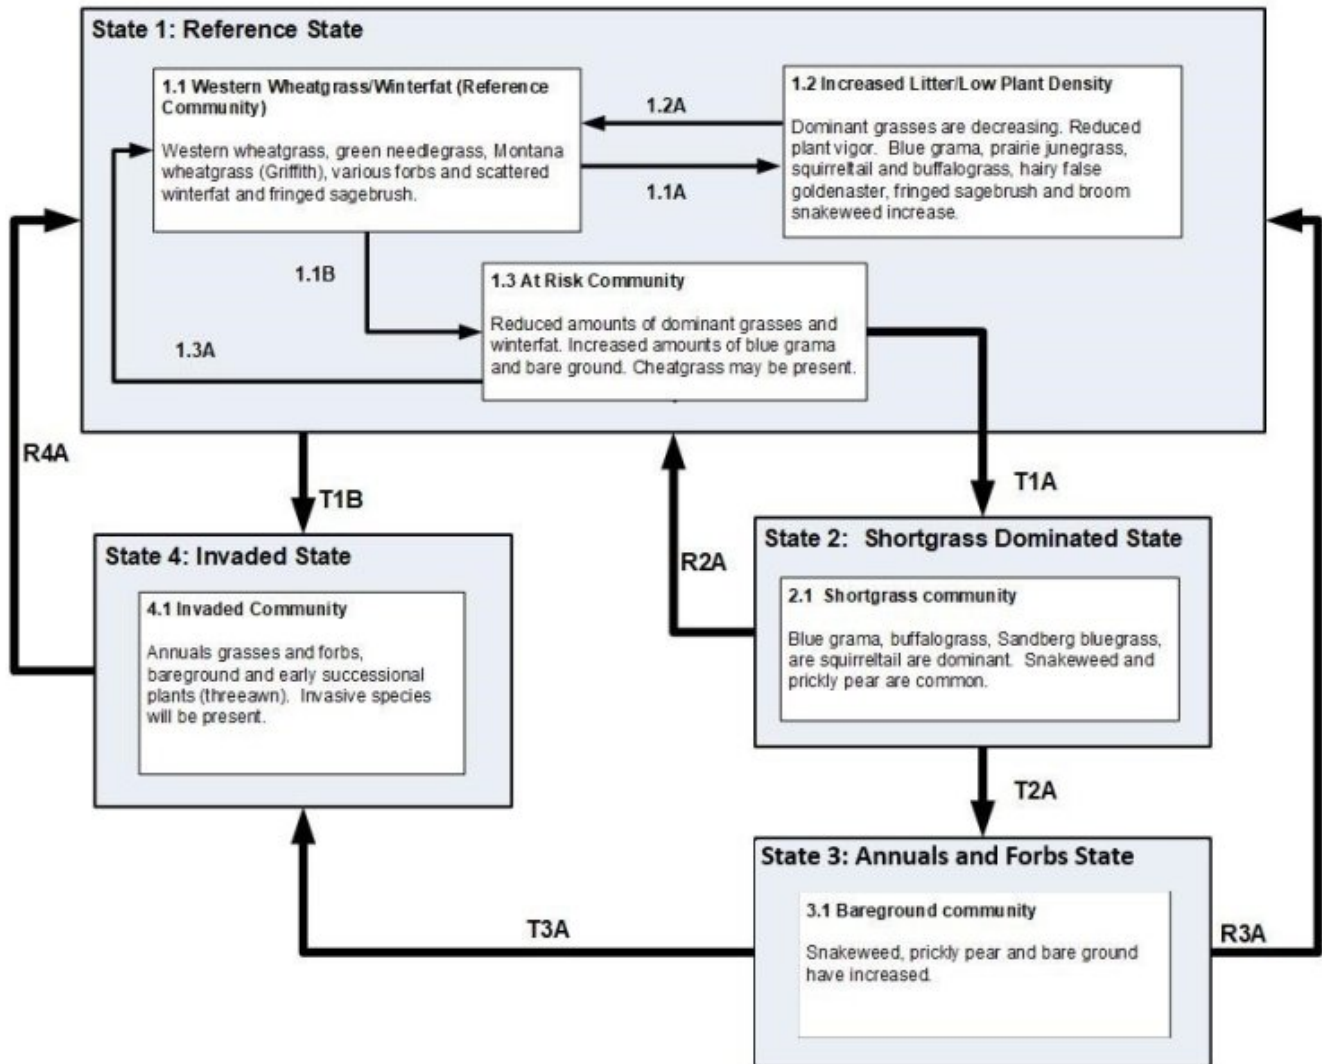 State 1: Reference State
1.1 Western Wheatgrass/Winterfat (Reference
Community)
Western wheatgrass, green needlegrass, Montana
wheatgrass (Griffith), various forbs and scattered
winterfat and fringed sagebrush.
1.2A
1.1A
1.2 Increased Litter/Low Plant Density
Dominant grasses are decreasing. Reduced
plant vigor. Blue grama, prairie junegrass,
squirreltail and buffalograss, hairy false
goldenaster, fringed sagebrush and broom
snakeweed increase.
1.1B
1.3A
1.3 At Risk Community
Reduced amounts of dominant grasses and
winterfat. Increased amounts of blue grama
and bare ground. Cheatgrass may be present.
R4A
T1B
R2A
T1A
State 4: Invaded State
4.1 Invaded Community
Annuals grasses and forbs,
bareground and early successional
plants (threeawn). Invasive species
will be present.
State 2: Shortgrass Dominated State
2.1 Shortgrass community
Blue grama, buffalograss, Sandberg bluegrass,
are squirreltail are dominant. Snakeweed and
prickly pear are common.
T2A
T3A
State 3: Annuals and Forbs State
3.1 Bareground community
Snakeweed, prickly pear and bare ground
have increased.
R3A